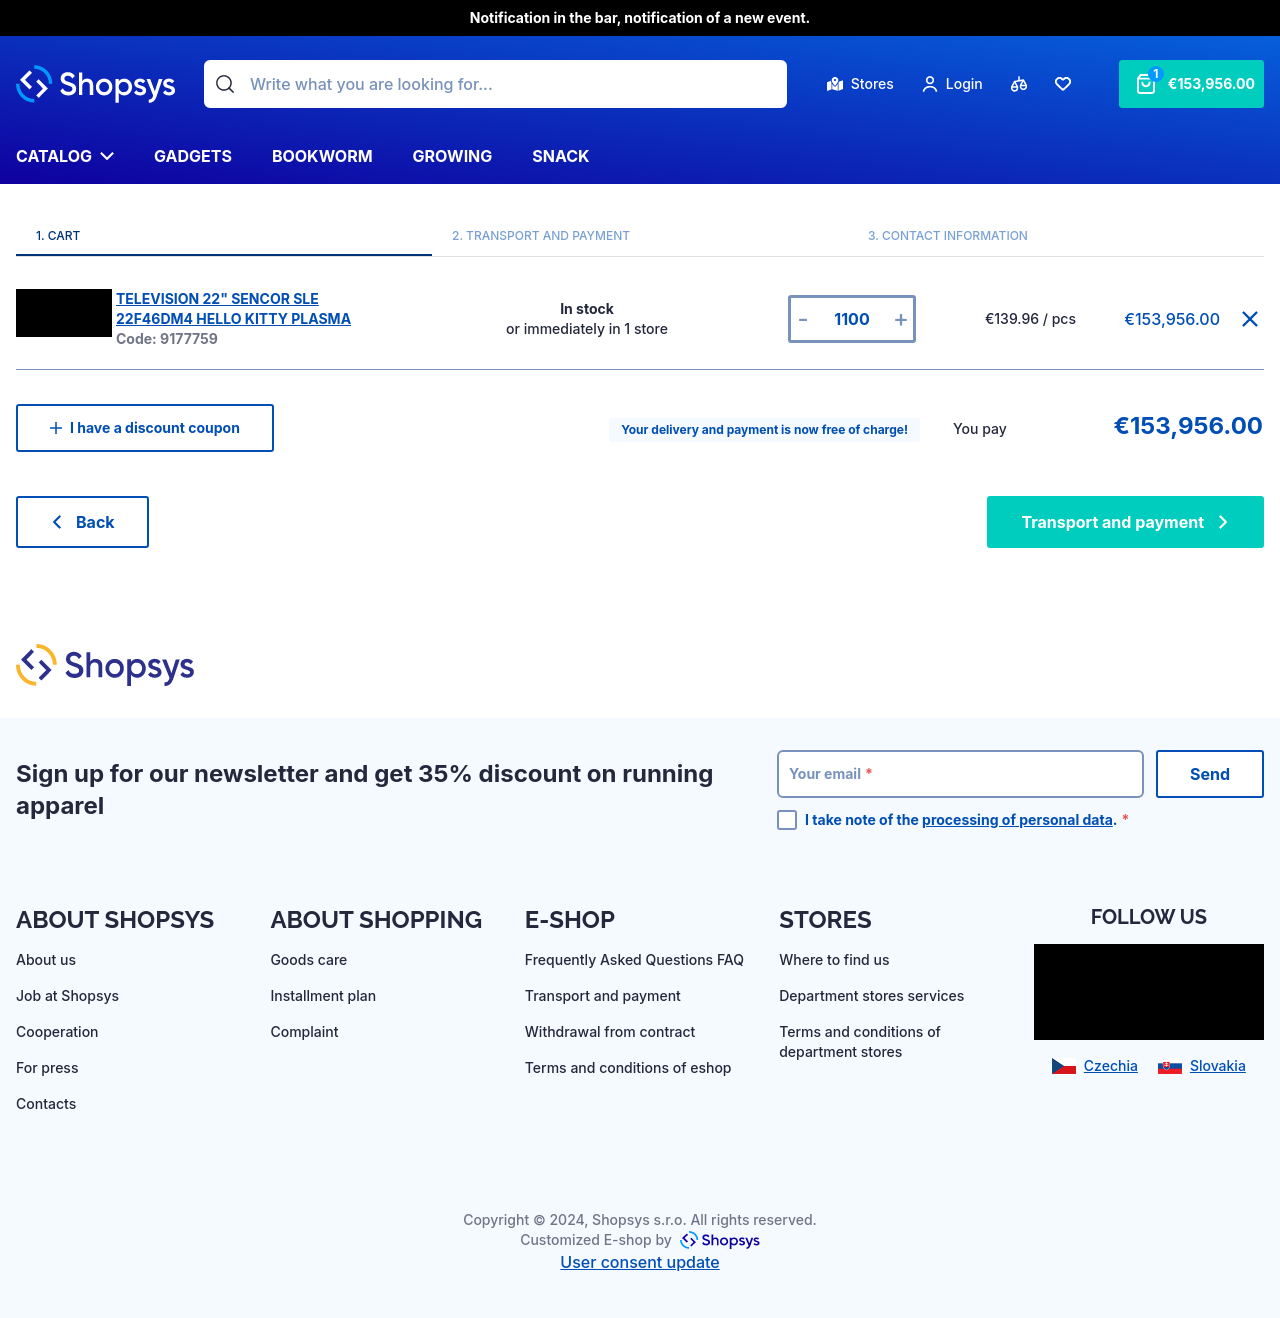 Notification in the bar, notification of a new event.
Shopsys
Write what you are looking for...
Stores
Login
1
€153,956.00
CATALOG
GADGETS
BOOKWORM
GROWING
SNACK
1. CART
2. TRANSPORT AND PAYMENT
3. CONTACT INFORMATION
TELEVISION 22" SENCOR SLE
22F46DM4 HELLO KITTY PLASMA
Code: 9177759
In stock
or immediately in 1 store
- 1100 +
€139.96 / pcs
€153,956.00
I have a discount coupon
Your delivery and payment is now free of charge!
You pay
€153,956.00
Back
Transport and payment
Shopsys
Sign up for our newsletter and get 35% discount on running
apparel
Your email *
Send
I take note of the processing of personal data. *
ABOUT SHOPSYS
About us
Job at Shopsys
Cooperation
For press
Contacts
ABOUT SHOPPING
Goods care
Installment plan
Complaint
E-SHOP
Frequently Asked Questions FAQ
Transport and payment
Withdrawal from contract
Terms and conditions of eshop
STORES
Where to find us
Department stores services
Terms and conditions of
department stores
FOLLOW US
Czechia
Slovakia
Copyright © 2024, Shopsys s.r.o. All rights reserved.
Customized E-shop by Shopsys
User consent update